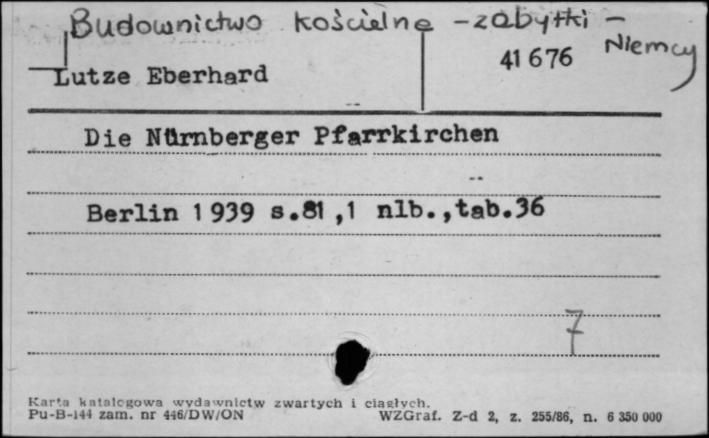 Budownictwo kościelne - zabytki - Niemcy
Lutze Eberhard 41 676
Die Nürnberger Pfarrkirchen
Berlin 1939 s.81,1 nlb.,tab.36
7
Karta katalogowa wydawnictw zwartych i ciągłych.
Pu-B-144 zam. nr 446/DW/ON WZGraf. Z-d 2, z. 255/86, n. 6 350 000